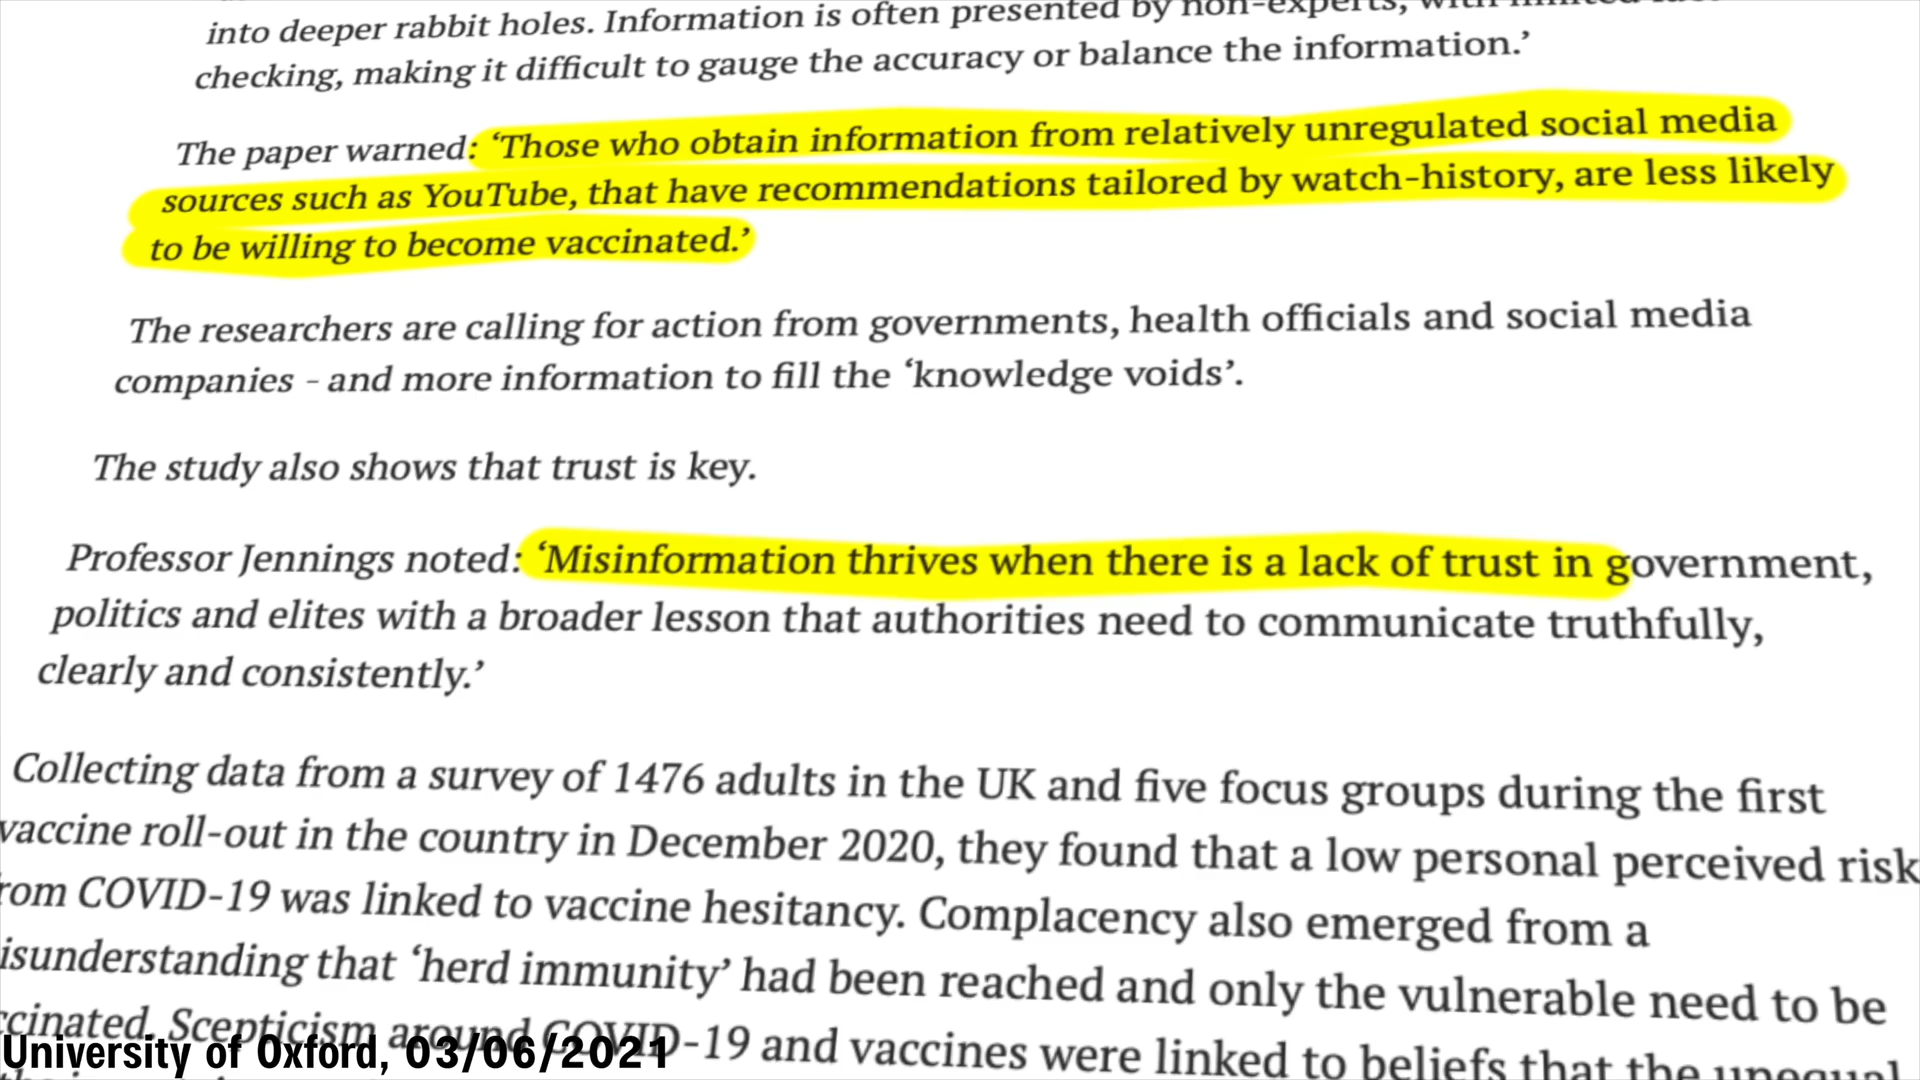 into deeper rabbit holes. Information is often presented by non-experts, with limited
checking, making it difficult to gauge the accuracy or balance the information.’
The paper warned: ‘Those who obtain information from relatively unregulated social media
sources such as YouTube, that have recommendations tailored by watch-history, are less likely
to be willing to become vaccinated.’
The researchers are calling for action from governments, health officials and social media
companies - and more information to fill the ‘knowledge voids’.
The study also shows that trust is key.
Professor Jennings noted: ‘Misinformation thrives when there is a lack of trust in government,
politics and elites with a broader lesson that authorities need to communicate truthfully,
clearly and consistently.’
Collecting data from a survey of 1476 adults in the UK and five focus groups during the first
vaccine roll-out in the country in December 2020, they found that a low personal perceived risk
rom COVID-19 was linked to vaccine hesitancy. Complacency also emerged from a
isunderstanding that ‘herd immunity’ had been reached and only the vulnerable need to be
ccinated. Scepticism around COVID-19 and vaccines were linked to beliefs that the unequal
University of Oxford, 03/06/2021